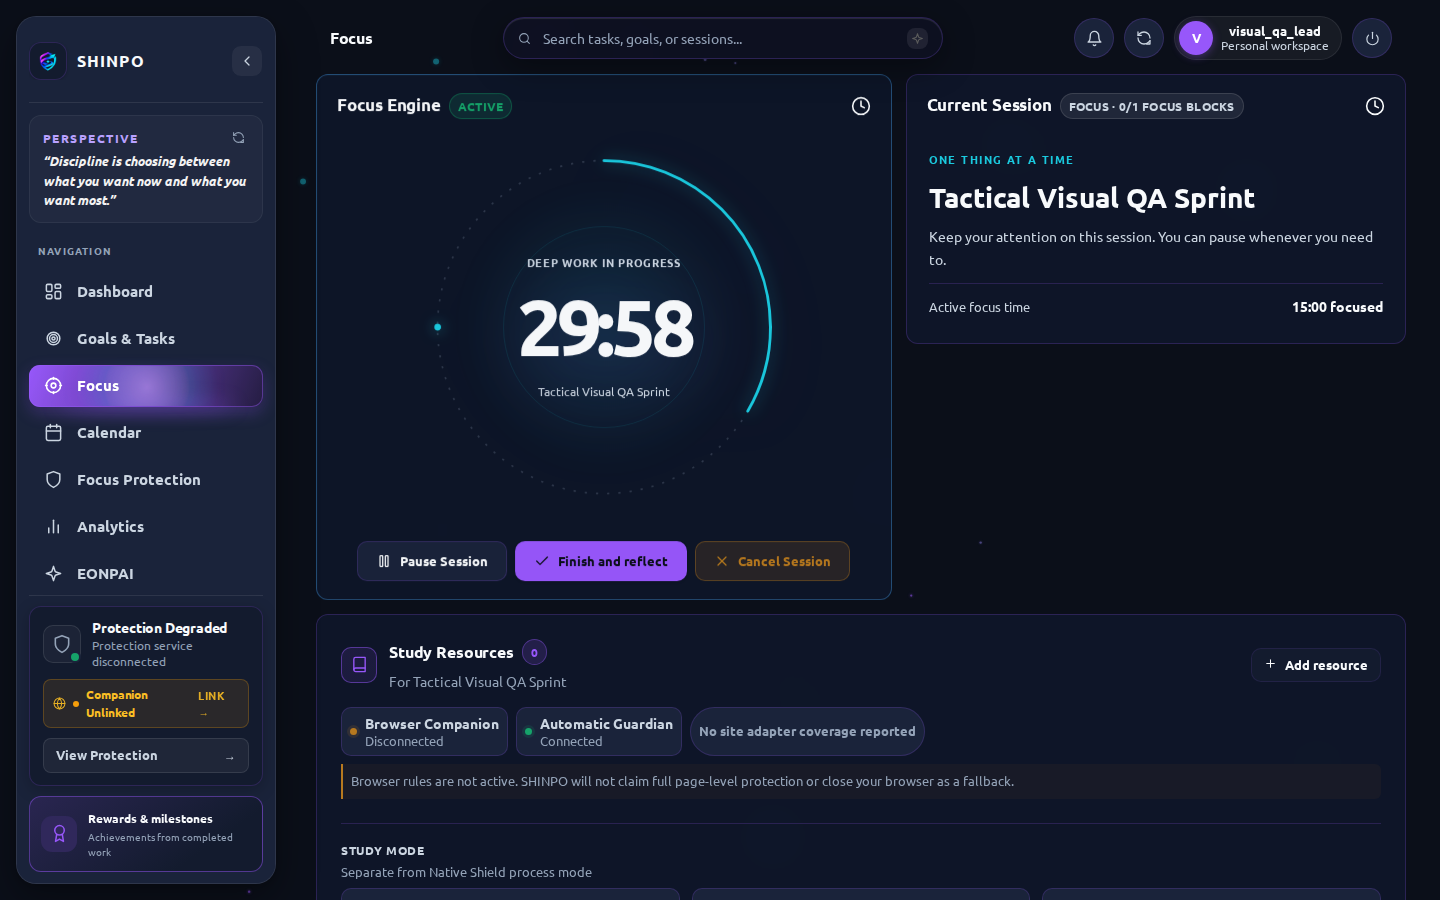 SHINPO
PERSPECTIVE
“Discipline is choosing between
what you want now and what you
want most.”
NAVIGATION
Dashboard
Goals & Tasks
Focus
Calendar
Focus Protection
Analytics
EONPAI
Protection Degraded
Protection service
disconnected
Companion
Unlinked
LINK
→
View Protection →
Rewards & milestones
Achievements from completed
work
Focus
Search tasks, goals, or sessions...
V
visual_qa_lead
Personal workspace
Focus Engine
ACTIVE
DEEP WORK IN PROGRESS
29:58
Tactical Visual QA Sprint
Pause Session
Finish and reflect
Cancel Session
Current Session
FOCUS · 0/1 FOCUS BLOCKS
ONE THING AT A TIME
Tactical Visual QA Sprint
Keep your attention on this session. You can pause whenever you need
to.
Active focus time
15:00 focused
Study Resources
0
For Tactical Visual QA Sprint
Add resource
Browser Companion
Disconnected
Automatic Guardian
Connected
No site adapter coverage reported
Browser rules are not active. SHINPO will not claim full page-level protection or close your browser as a fallback.
STUDY MODE
Separate from Native Shield process mode